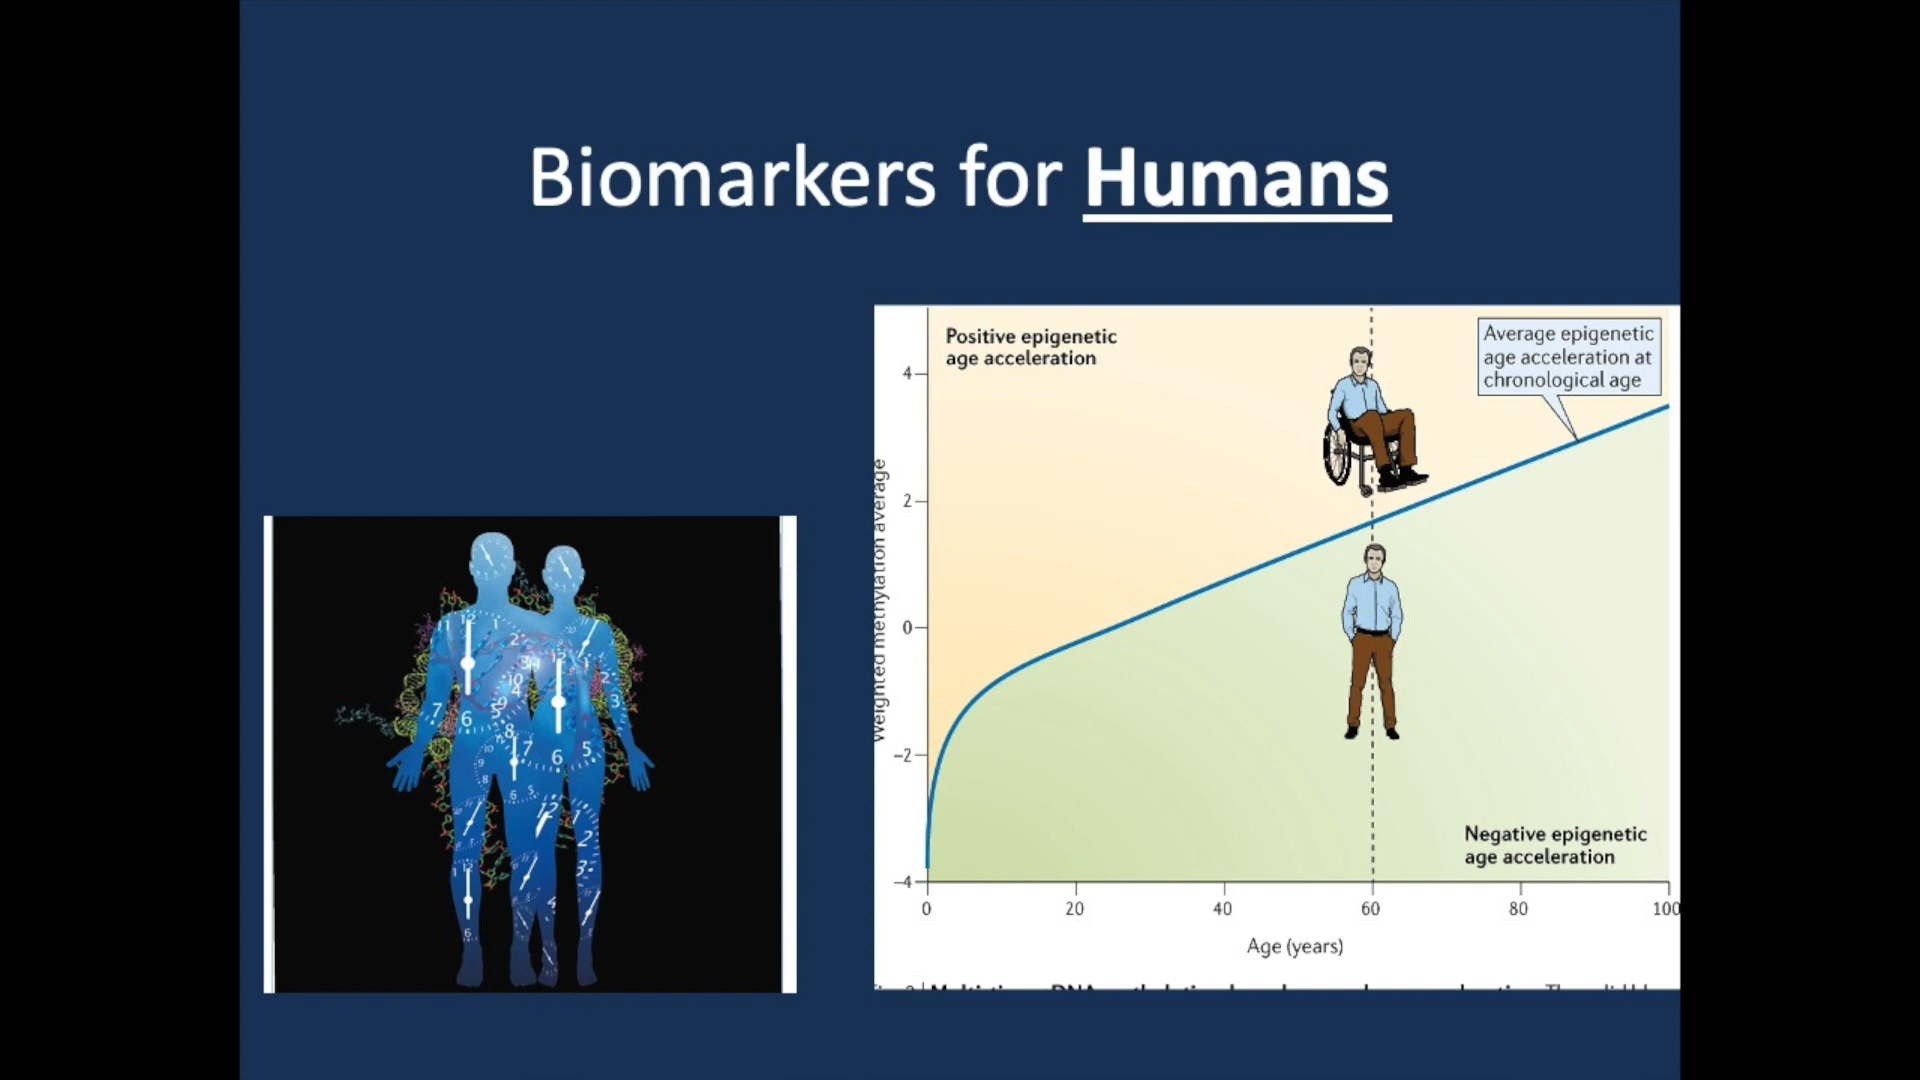 Biomarkers for Humans
Positive epigenetic
age acceleration
Average epigenetic
age acceleration at
chronological age
Weighted methylation average
4
2
0
–2
–4
0
20
40
60
80
100
Age (years)
Negative epigenetic
age acceleration